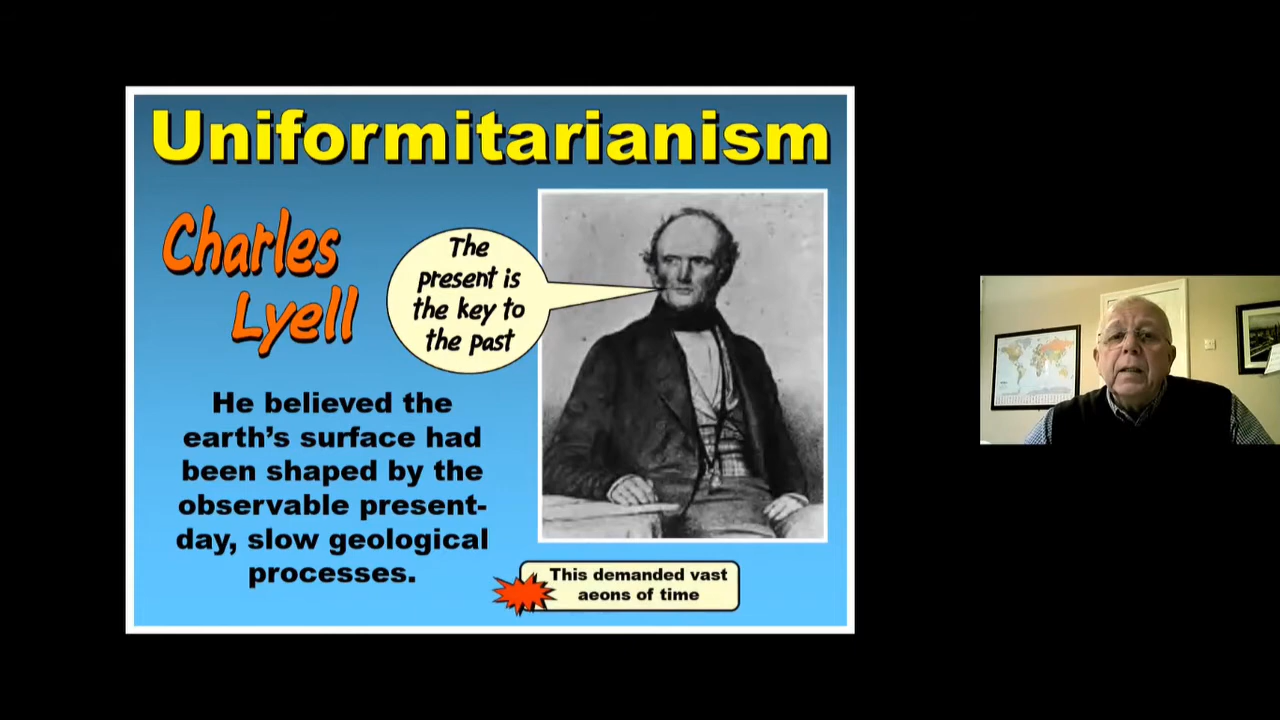 Uniformitarianism
Charles
Lyell
The
present is
the key to
the past
He believed the
earth's surface had
been shaped by the
observable present-
day, slow geological
processes.
This demanded vast
aeons of time